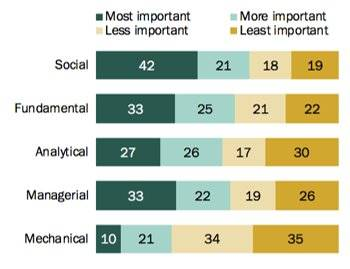 Most important More important
Less important Least important
Social 42 21 18 19
Fundamental 33 25 21 22
Analytical 27 26 17 30
Managerial 33 22 19 26
Mechanical 10 21 34 35